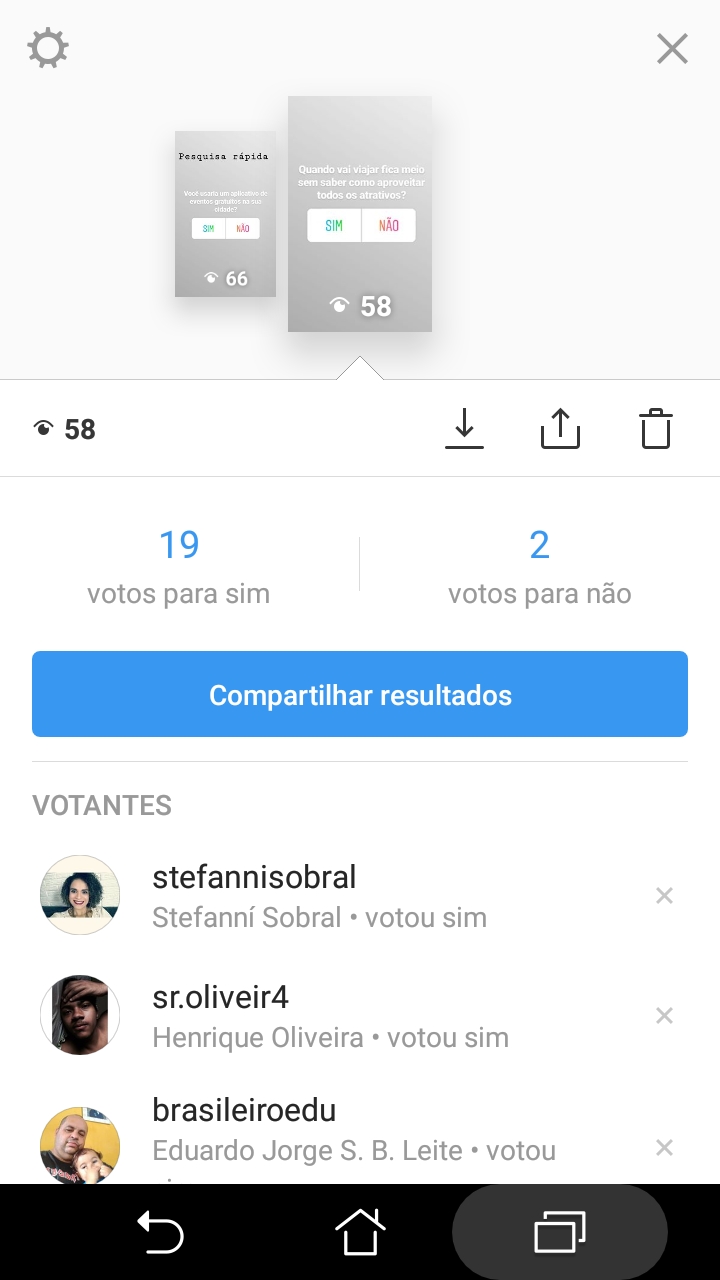 Pesquisa rápida
Você usaria um aplicativo de
eventos gratuitos na sua
cidade?
SIM NÃO
66
Quando vai viajar fica meio
sem saber como aproveitar
todos os atrativos?
SIM NÃO
58
58
19
votos para sim
2
votos para não
Compartilhar resultados
VOTANTES
stefannisobral
Stefanní Sobral • votou sim
sr.oliveir4
Henrique Oliveira • votou sim
brasileiroedu
Eduardo Jorge S. B. Leite • votou